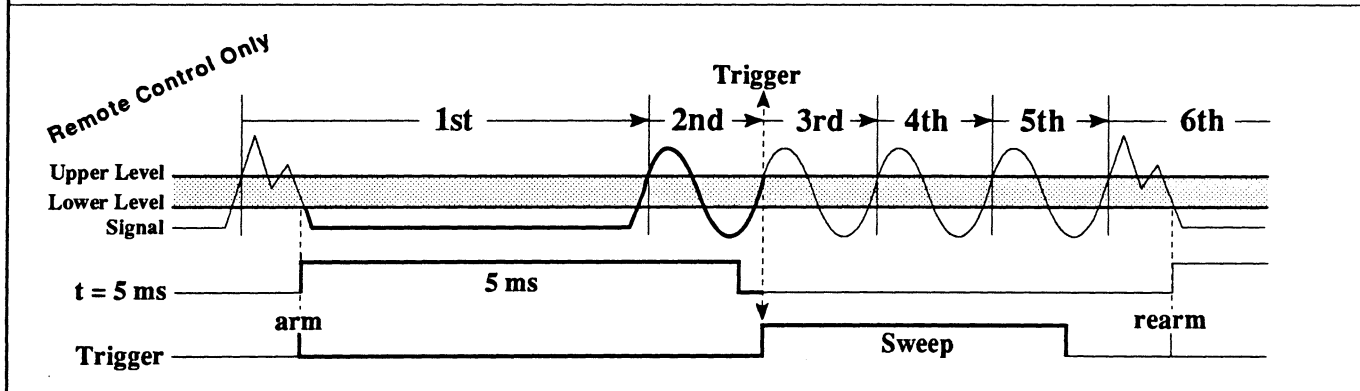 Remote Control Only
Trigger
1st 2nd 3rd 4th 5th 6th
Upper Level
Lower Level
Signal
t = 5 ms 5 ms
arm rearm
Trigger Sweep